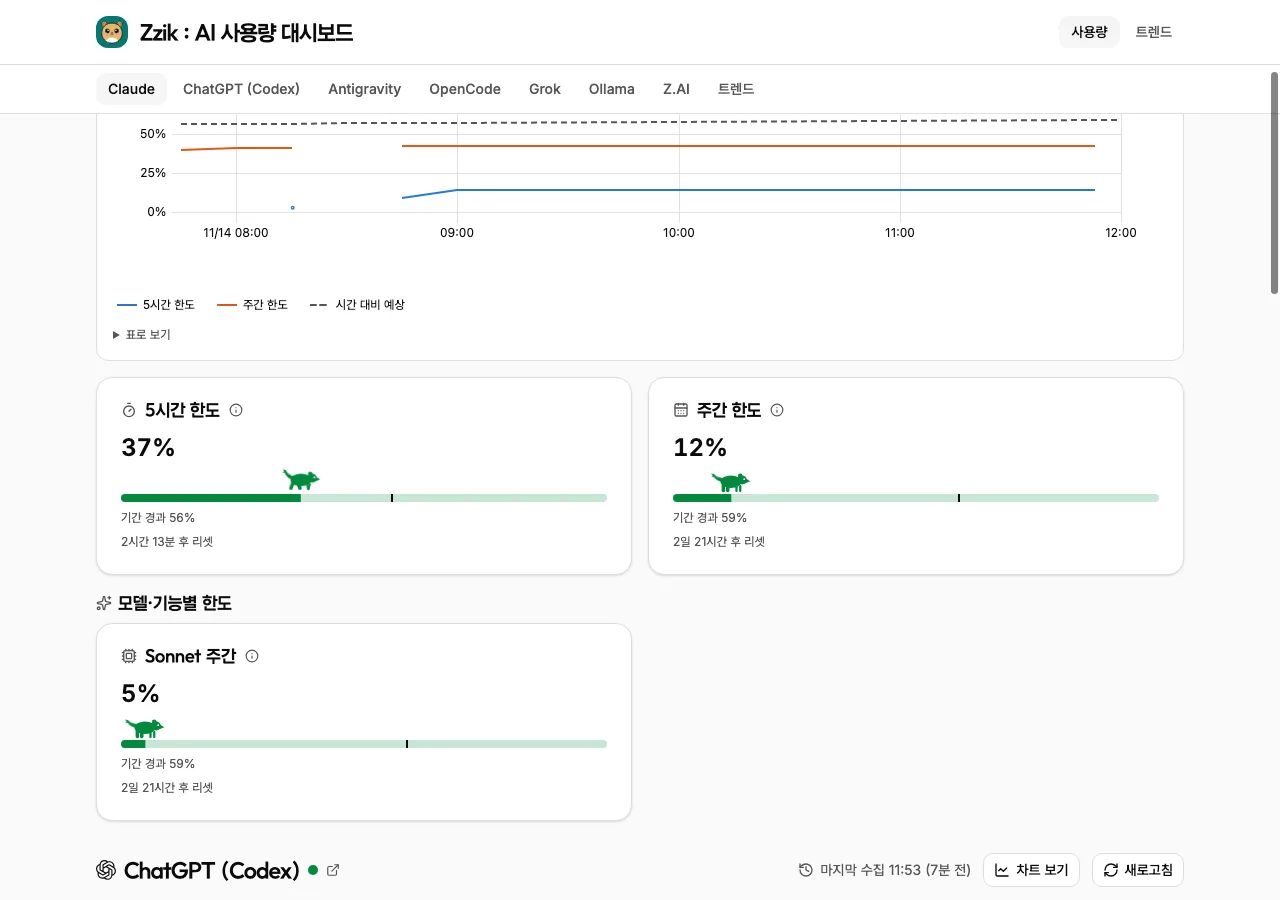 Zzik : AI 사용량 대시보드
사용량
트렌드
Claude
ChatGPT (Codex)
Antigravity
OpenCode
Grok
Ollama
Z.AI
트렌드
50%
25%
0%
11/14 08:00
09:00
10:00
11:00
12:00
5시간 한도
주간 한도
시간 대비 예상
표로 보기
5시간 한도
37%
기간 경과 56%
2시간 13분 후 리셋
주간 한도
12%
기간 경과 59%
2일 21시간 후 리셋
모델·기능별 한도
Sonnet 주간
5%
기간 경과 59%
2일 21시간 후 리셋
ChatGPT (Codex)
마지막 수집 11:53 (7분 전)
차트 보기
새로고침